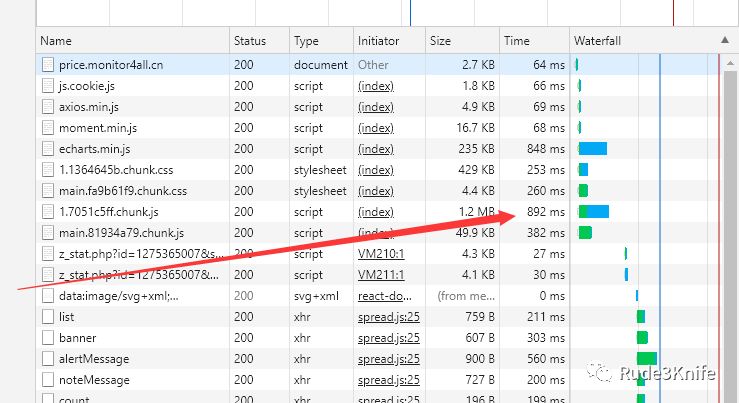 Name Status Type Initiator Size Time Waterfall
price.monitor4all.cn 200 document Other 2.7 KB 64 ms
js.cookie.js 200 script (index) 1.8 KB 66 ms
axios.min.js 200 script (index) 4.9 KB 69 ms
moment.min.js 200 script (index) 16.7 KB 68 ms
echarts.min.js 200 script (index) 235 KB 848 ms
1.1364645b.chunk.css 200 stylesheet (index) 429 KB 253 ms
main.fa9b61f9.chunk.css 200 stylesheet (index) 4.4 KB 260 ms
1.7051c5ff.chunk.js 200 script (index) 1.2 MB 892 ms
main.81934a79.chunk.js 200 script (index) 49.9 KB 382 ms
z_stat.php?id=1275365007&s... 200 script VM210:1 4.3 KB 27 ms
z_stat.php?id=1275365007&... 200 script VM211:1 4.1 KB 30 ms
data:image/svg+xml;... 200 svg+xml react-do... (from me... 0 ms
list 200 xhr spread.js:25 759 B 211 ms
banner 200 xhr spread.js:25 607 B 303 ms
alertMessage 200 xhr spread.js:25 900 B 560 ms
noteMessage 200 xhr spread.js:25 727 B 200 ms
count 200 xhr spread.js:25 196 B 199 ms
Rude3Knife